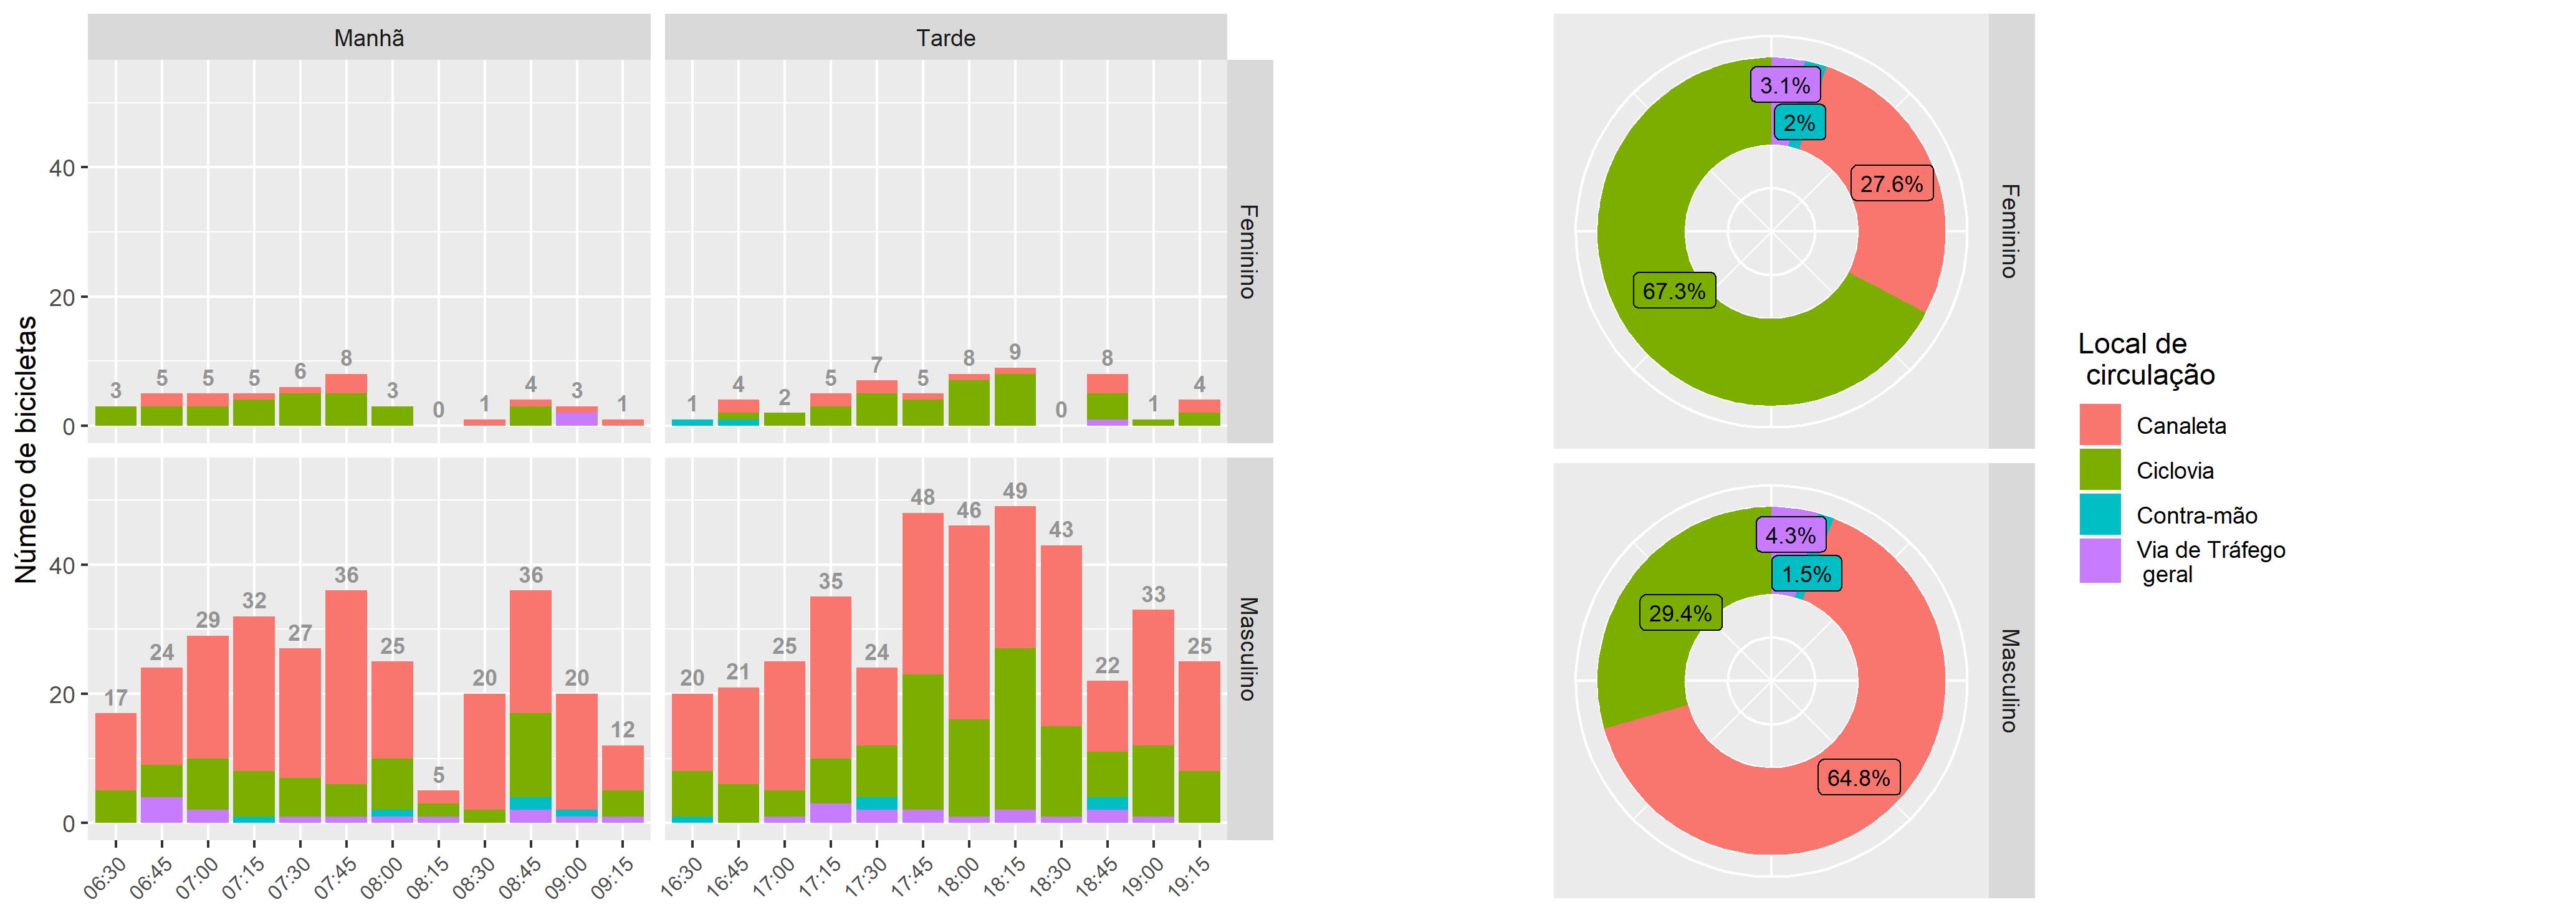 Manhã
Tarde
Número de bicicletas
40
20
0
3 5 5 5 6 8 3 0 1 4 3 1
1 4 2 5 7 5 8 9 0 8 1 4
Feminino
40
20
0
17 24 29 32 27 36 25 5 20 36 20 12
20 21 25 35 24 48 46 49 43 22 33 25
Masculino
06:30 06:45 07:00 07:15 07:30 07:45 08:00 08:15 08:30 08:45 09:00 09:15
16:30 16:45 17:00 17:15 17:30 17:45 18:00 18:15 18:30 18:45 19:00 19:15
3.1%
2%
27.6%
67.3%
Feminino
4.3%
1.5%
29.4%
64.8%
Masculino
Local de
circulação
Canaleta
Ciclovia
Contra-mão
Via de Tráfego
geral